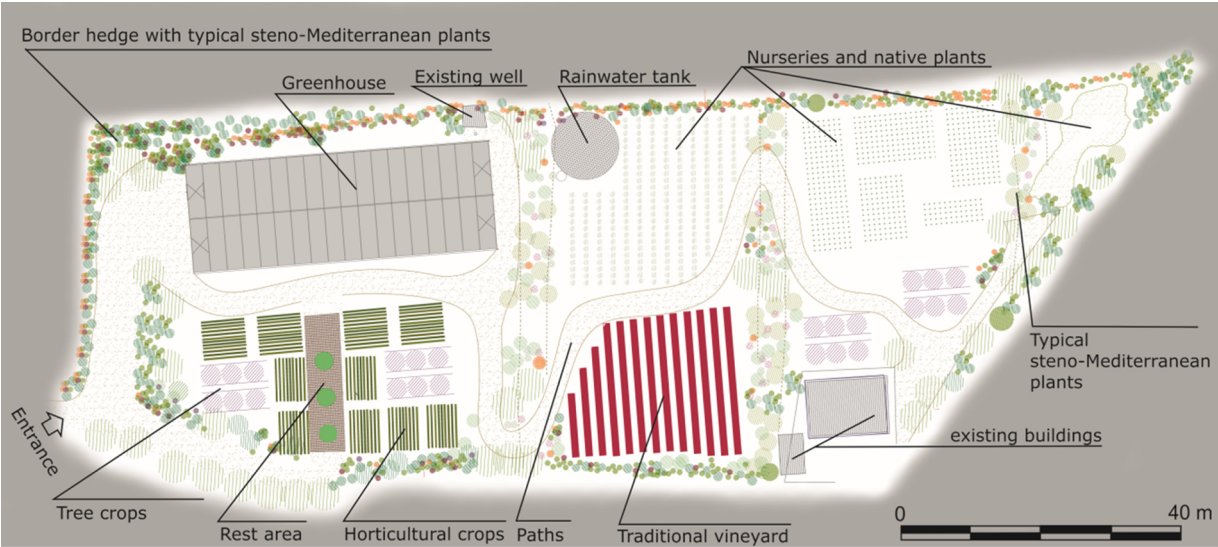 Border hedge with typical steno-Mediterranean plants
Greenhouse
Existing well
Rainwater tank
Nurseries and native plants
Typical
steno-Mediterranean
plants
Entrance
existing buildings
Tree crops
Rest area
Horticultural crops
Paths
Traditional vineyard
0
40 m